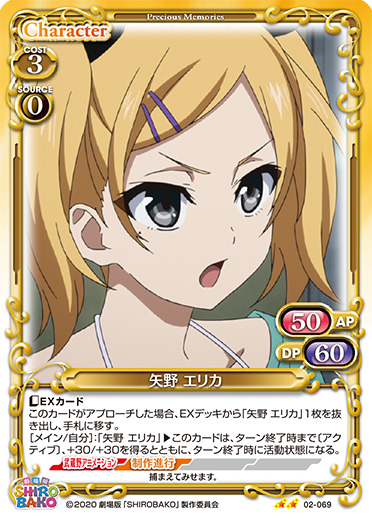 Precious Memories
Character
COST
3
SOURCE
0
50 AP
DP 60
矢野 エリカ
EXカード
このカードがアプローチした場合、EXデッキから「矢野 エリカ」1枚を抜
き出し、手札に移す。
[メイン/自分]:「矢野 エリカ」▶このカードは、ターン終了時まで〔アク
ティブ〕、+30/+30を得るとともに、ターン終了時に活動状態になる。
武蔵野アニメーション 制作進行
捕まえてみせます。
劇場版
SHIRO
BAKO
©2020 劇場版「SHIROBAKO」製作委員会
02-069